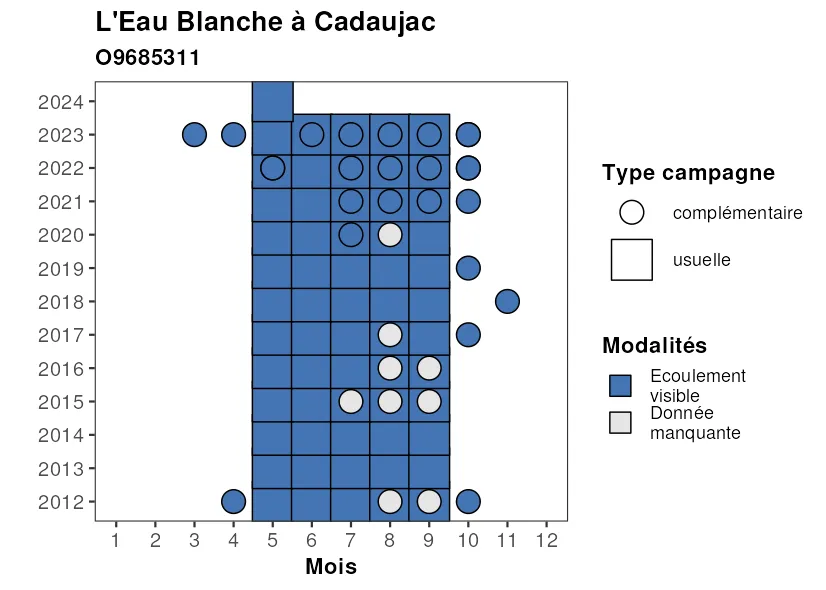 L'Eau Blanche à Cadaujac
O9685311
2024
2023
2022
2021
2020
2019
2018
2017
2016
2015
2014
2013
2012
1 2 3 4 5 6 7 8 9 10 11 12
Mois
Type campagne
complémentaire
usuelle
Modalités
Ecoulement
visible
Donnée
manquante